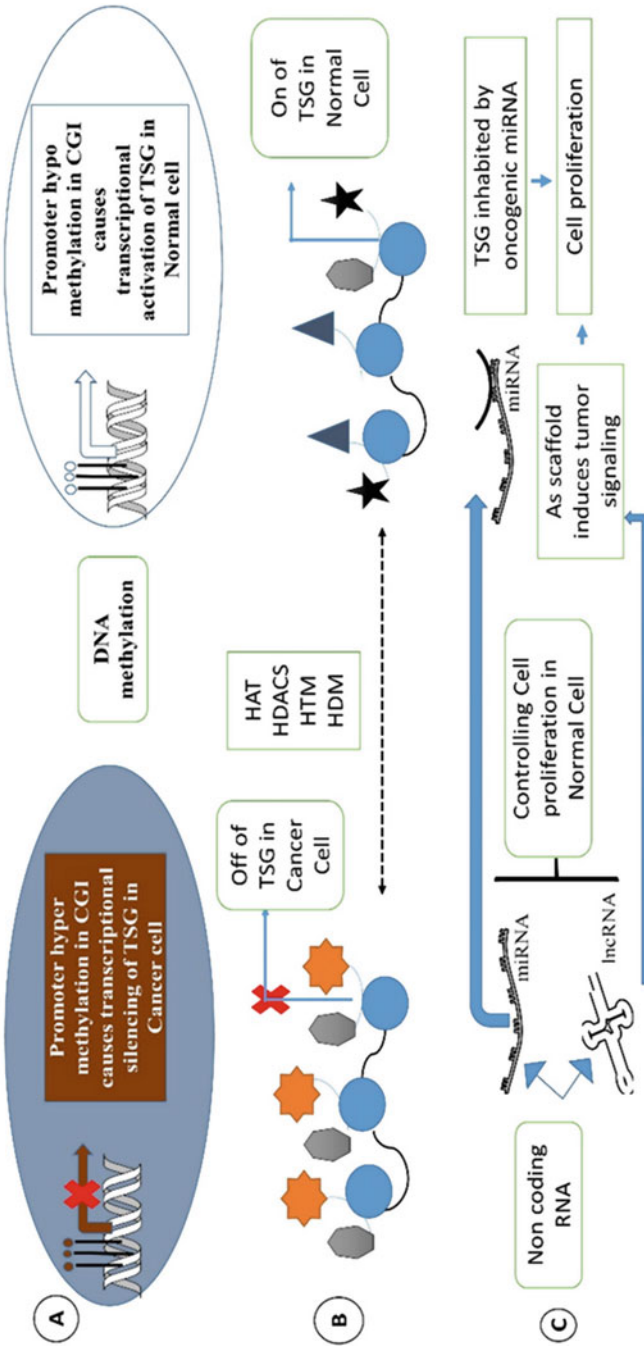 A
Promoter hyper
methylation in CGI
causes transcriptional
silencing of TSG in
Cancer cell
DNA
methylation
Promoter hypo
methylation in CGI
causes
transcriptional
activation of TSG in
Normal cell
B
Off of
TSG in
Cancer
Cell
HAT
HDACS
HTM
HDM
On of
TSG in
Normal
Cell
C
Non coding
RNA
miRNA
lncRNA
Controlling Cell
proliferation in
Normal Cell
miRNA
As scaffold
induces tumor
signaling
TSG inhabited by
oncogenic miRNA
Cell proliferation